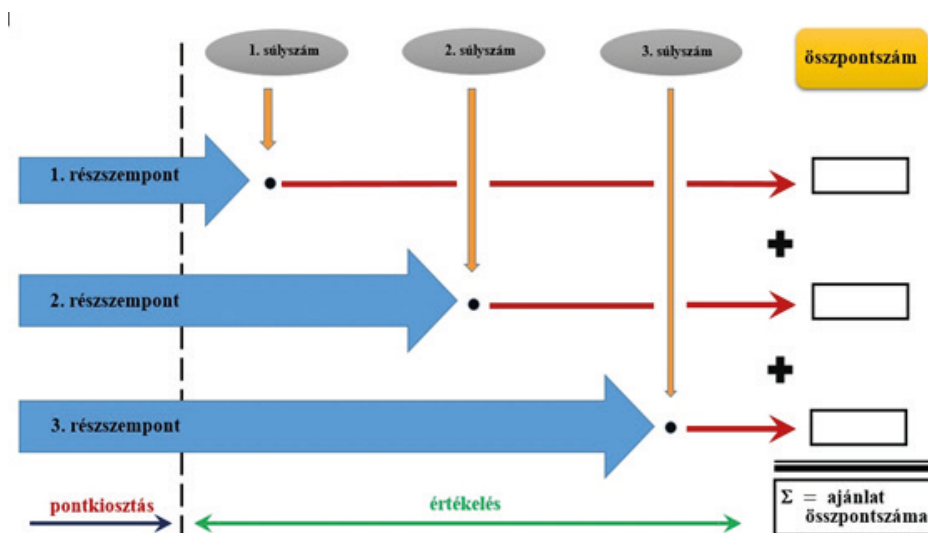 1. súlyszám
2. súlyszám
3. súlyszám
összpontszám
1. részszempont
2. részszempont
3. részszempont
pontkiosztás
értékelés
Σ = ajánlat
összpontszáma